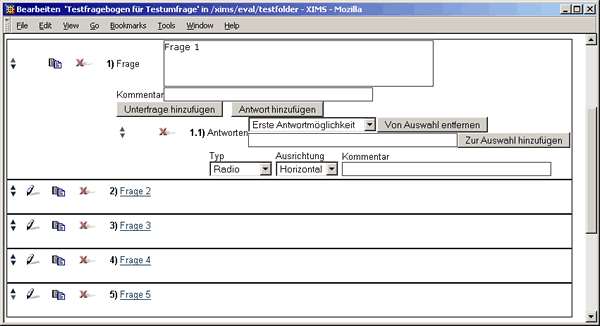 Bearbeiten 'Testfragebogen für Testumfrage' in /xims/eval/testfolder - XIMS - Mozilla
File Edit View Go Bookmarks Tools Window Help
1) Frage
Frage 1
Kommentar
Unterfrage hinzufügen Antwort hinzufügen
1.1) Antworten Erste Antwortmöglichkeit Von Auswahl entfernen
Zur Auswahl hinzufügen
Typ Ausrichtung Kommentar
Radio Horizontal
2) Frage 2
3) Frage 3
4) Frage 4
5) Frage 5